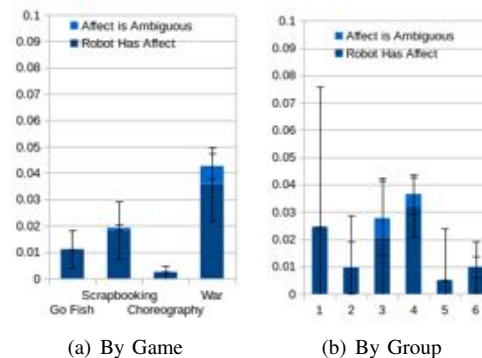 0.1
0.09
0.08
0.07
0.06
0.05
0.04
0.03
0.02
0.01
0
Affect is Ambiguous
Robot Has Affect
Scrapbooking War
Go Fish Choreography
(a) By Game
0.1
0.09
0.08
0.07
0.06
0.05
0.04
0.03
0.02
0.01
0
Affect is Ambiguous
Robot Has Affect
1 2 3 4 5 6
(b) By Group